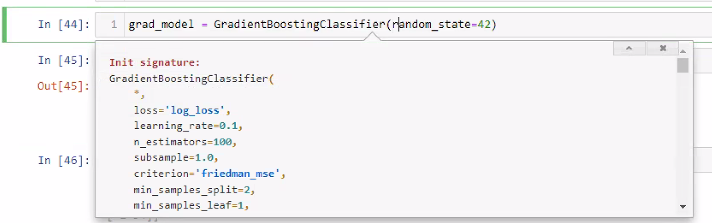 In [44]: 1 grad_model = GradientBoostingClassifier(random_state=42)
In [45]:
Out[45]:
In [46]:
Init signature:
GradientBoostingClassifier(
*,
loss='log_loss',
learning_rate=0.1,
n_estimators=100,
subsample=1.0,
criterion='friedman_mse',
min_samples_split=2,
min_samples_leaf=1,